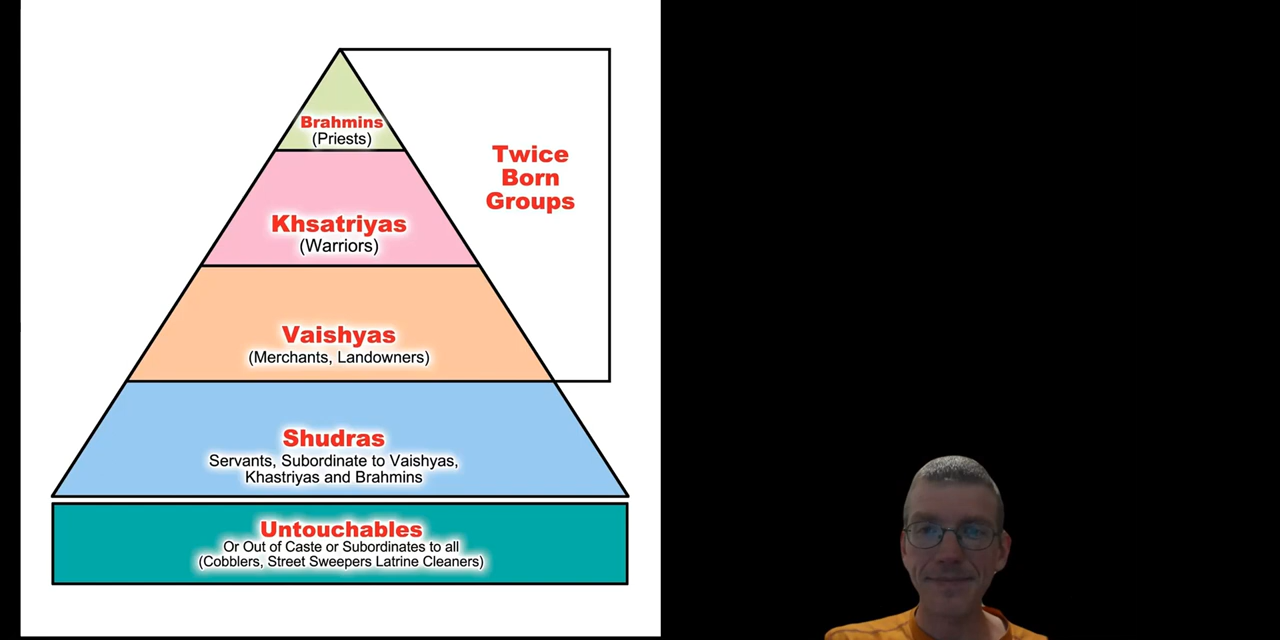 Brahmins
(Priests)
Twice
Born
Groups
Khsatriyas
(Warriors)
Vaishyas
(Merchants, Landowners)
Shudras
Servants, Subordinate to Vaishyas,
Khastriyas and Brahmins
Untouchables
Or Out of Caste or Subordinates to all
(Cobblers, Street Sweepers Latrine Cleaners)